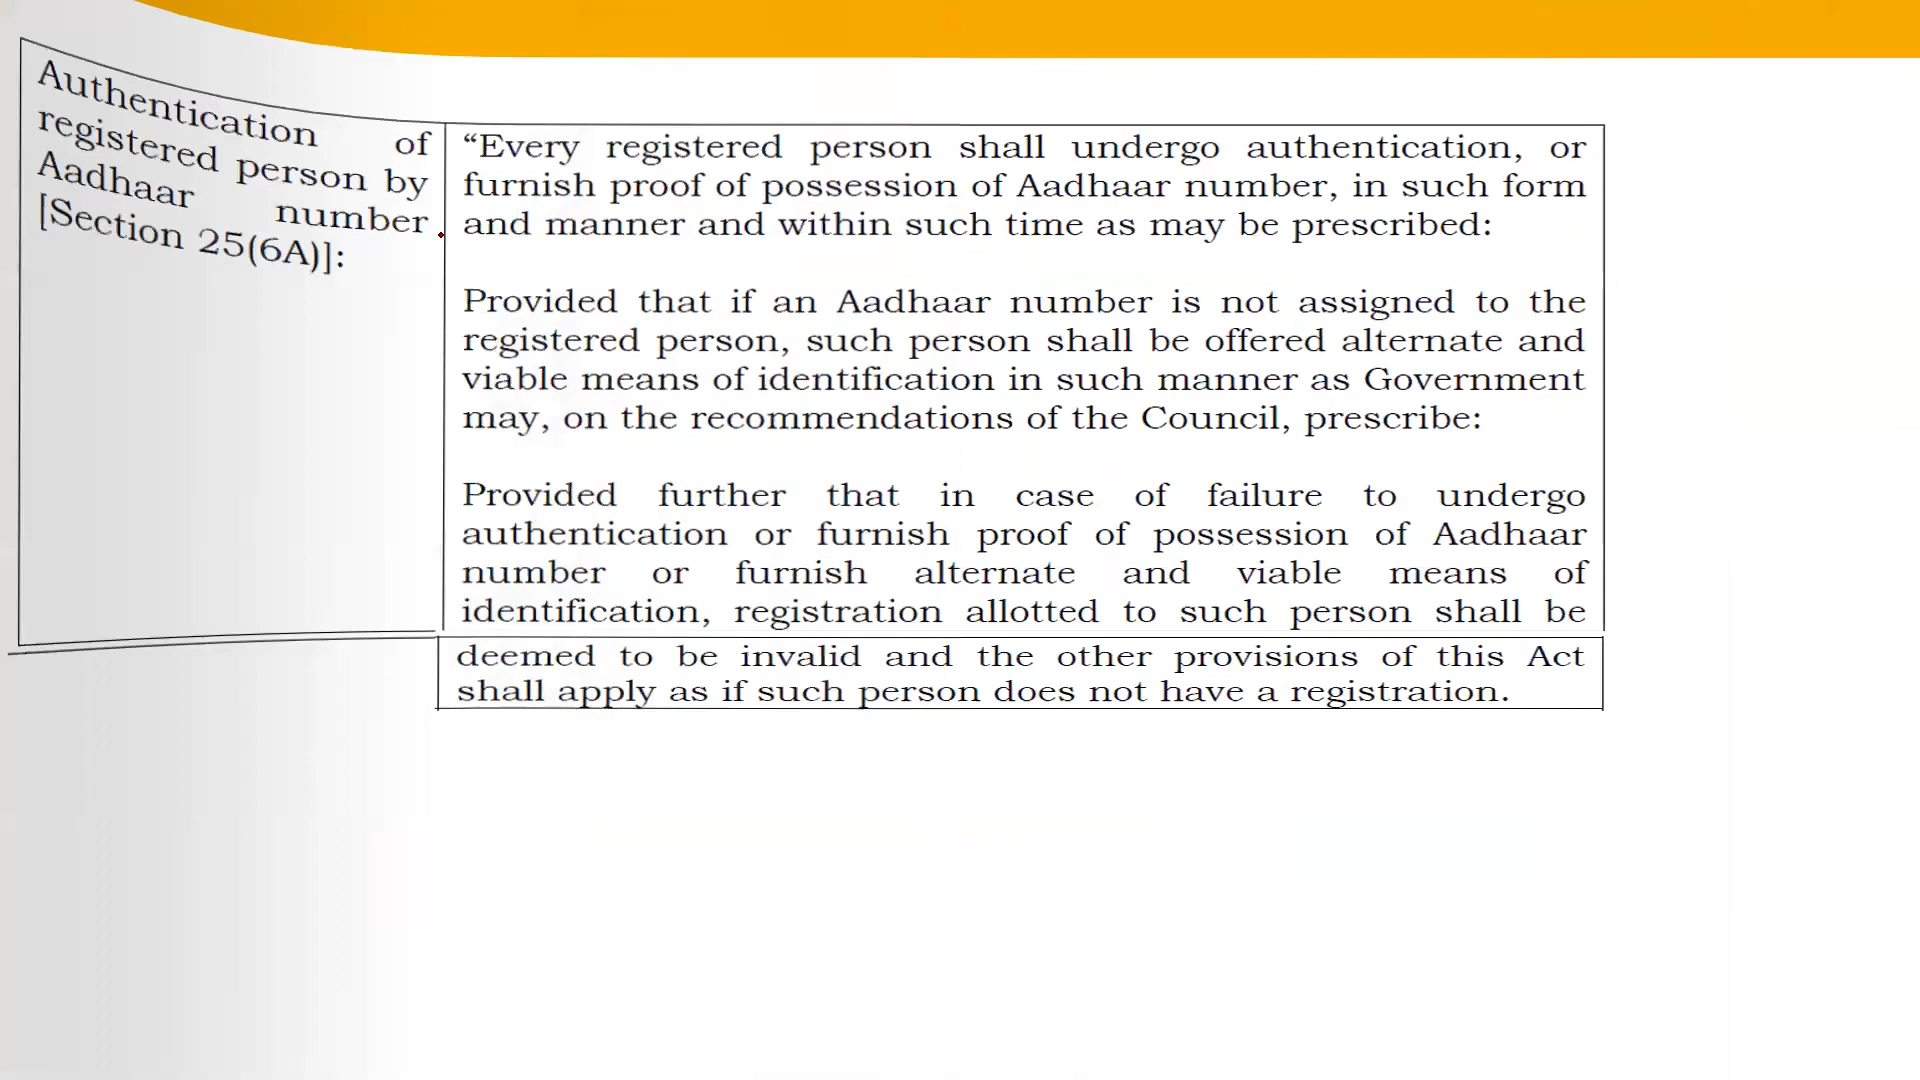 Authentication of
registered person by
Aadhaar number
[Section 25(6A)]:
“Every registered person shall undergo authentication, or
furnish proof of possession of Aadhaar number, in such form
and manner and within such time as may be prescribed:
Provided that if an Aadhaar number is not assigned to the
registered person, such person shall be offered alternate and
viable means of identification in such manner as Government
may, on the recommendations of the Council, prescribe:
Provided further that in case of failure to undergo
authentication or furnish proof of possession of Aadhaar
number or furnish alternate and viable means of
identification, registration allotted to such person shall be
deemed to be invalid and the other provisions of this Act
shall apply as if such person does not have a registration.